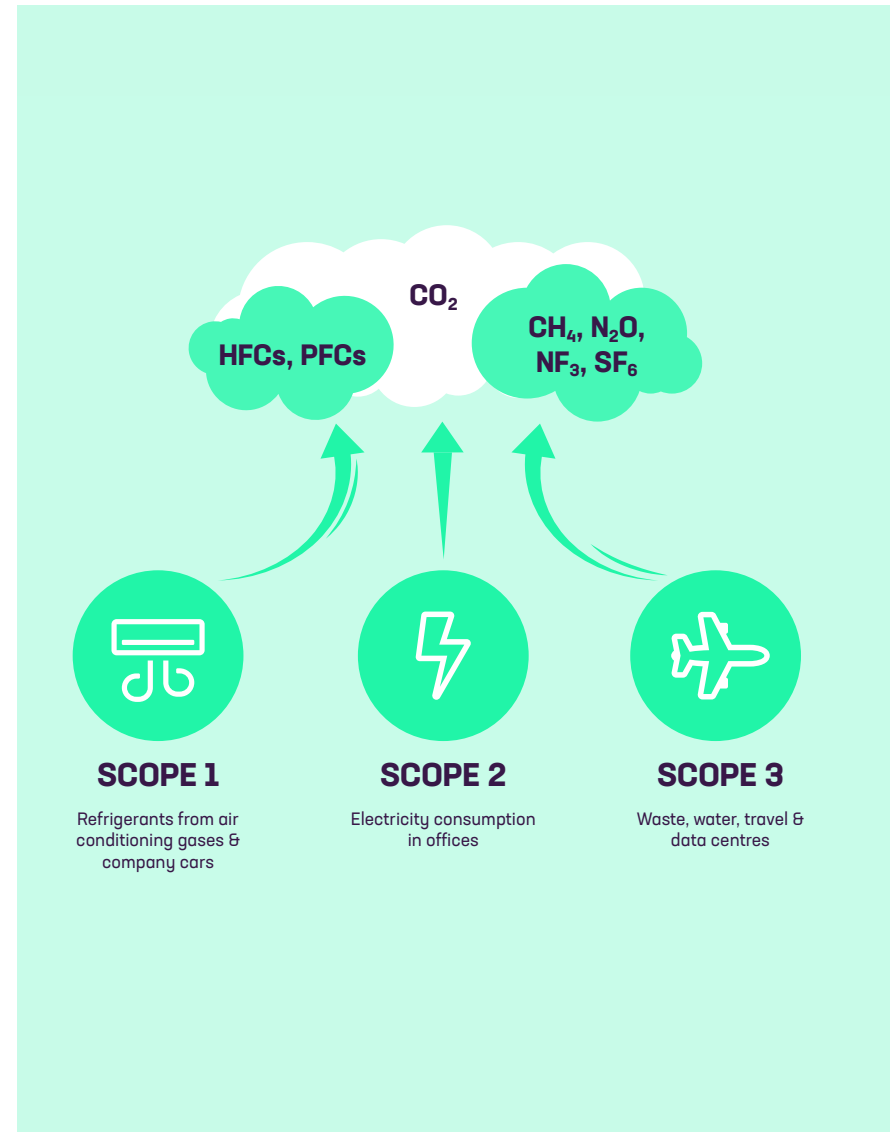 CO₂
HFCs, PFCs
CH₄, N₂O,
NF₃, SF₆
SCOPE 1
Refrigerants from air
conditioning gases &
company cars
SCOPE 2
Electricity consumption
in offices
SCOPE 3
Waste, water, travel &
data centres